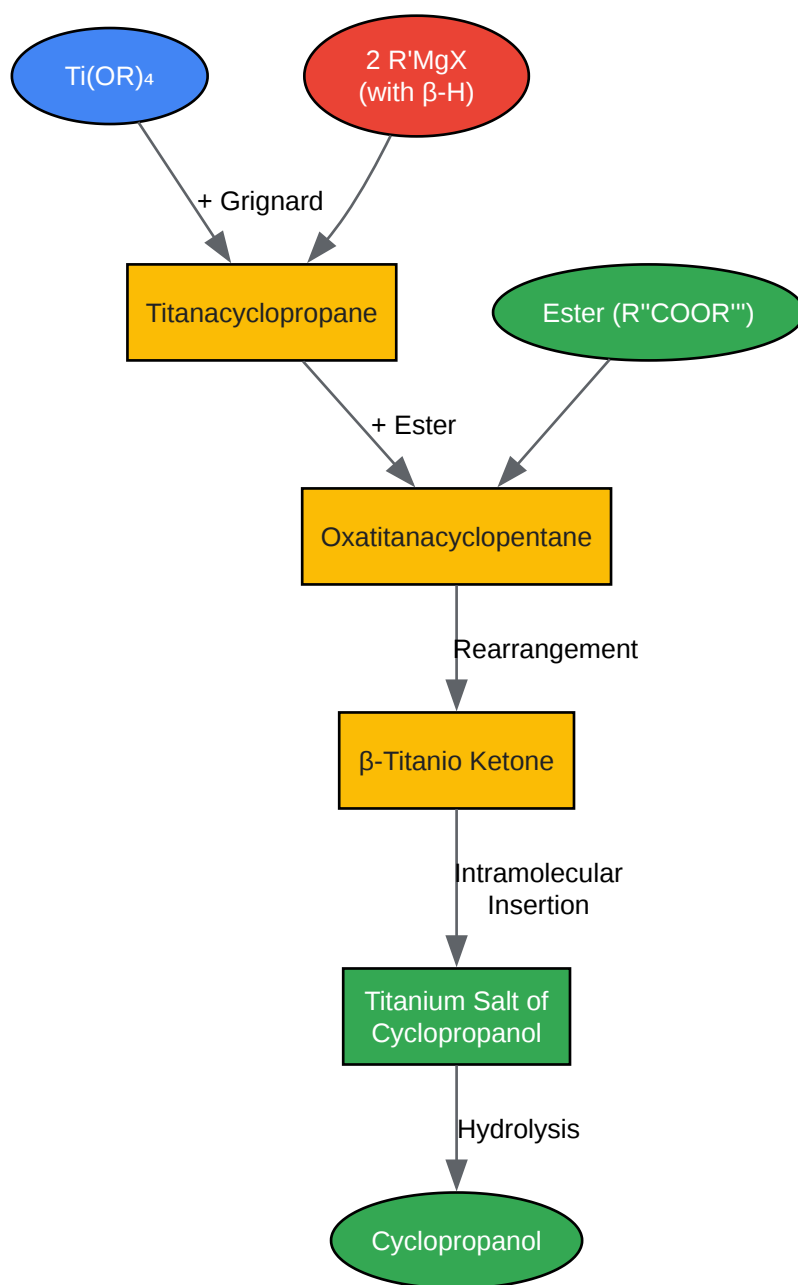 Ti(OR)₄
2 R'MgX
(with β-H)
+ Grignard
Titanacyclopropane
Ester (R''COOR''')
+ Ester
Oxatitanacyclopentane
Rearrangement
β-Titanio Ketone
Intramolecular
Insertion
Titanium Salt of
Cyclopropanol
Hydrolysis
Cyclopropanol